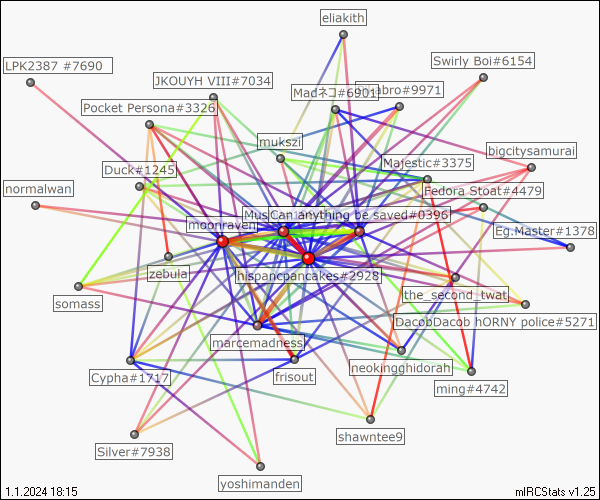 eliakith
Swirly Boi#6154
LPK2387 #7690
JKOUYH VIII#7034
Madネコ#6901
abro#9971
Pocket Persona#3326
mukszi
bigcitysamurai
Majestic#3375
Duck#1245
normalwan
Fedora Stoat#4479
Mus
Can anything be saved#0396
moonraven
Eg.Master#1378
zebula
hispancpancakes#2928
the_second_twat
somass
DacobDacob hORNY police#5271
marcemadness
neokingghidorah
Cypha#1717
frisout
ming#4742
shawntee9
Silver#7938
yoshimanden
1.1.2024 18:15
mIRCStats v1.25